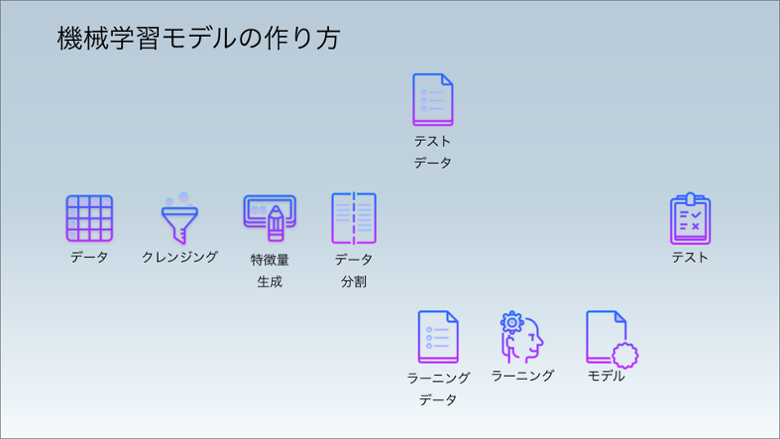 機械学習モデルの作り方
テスト
データ
データ
クレンジング
特徴量
生成
データ
分割
テスト
ラーニング
データ
ラーニング
モデル